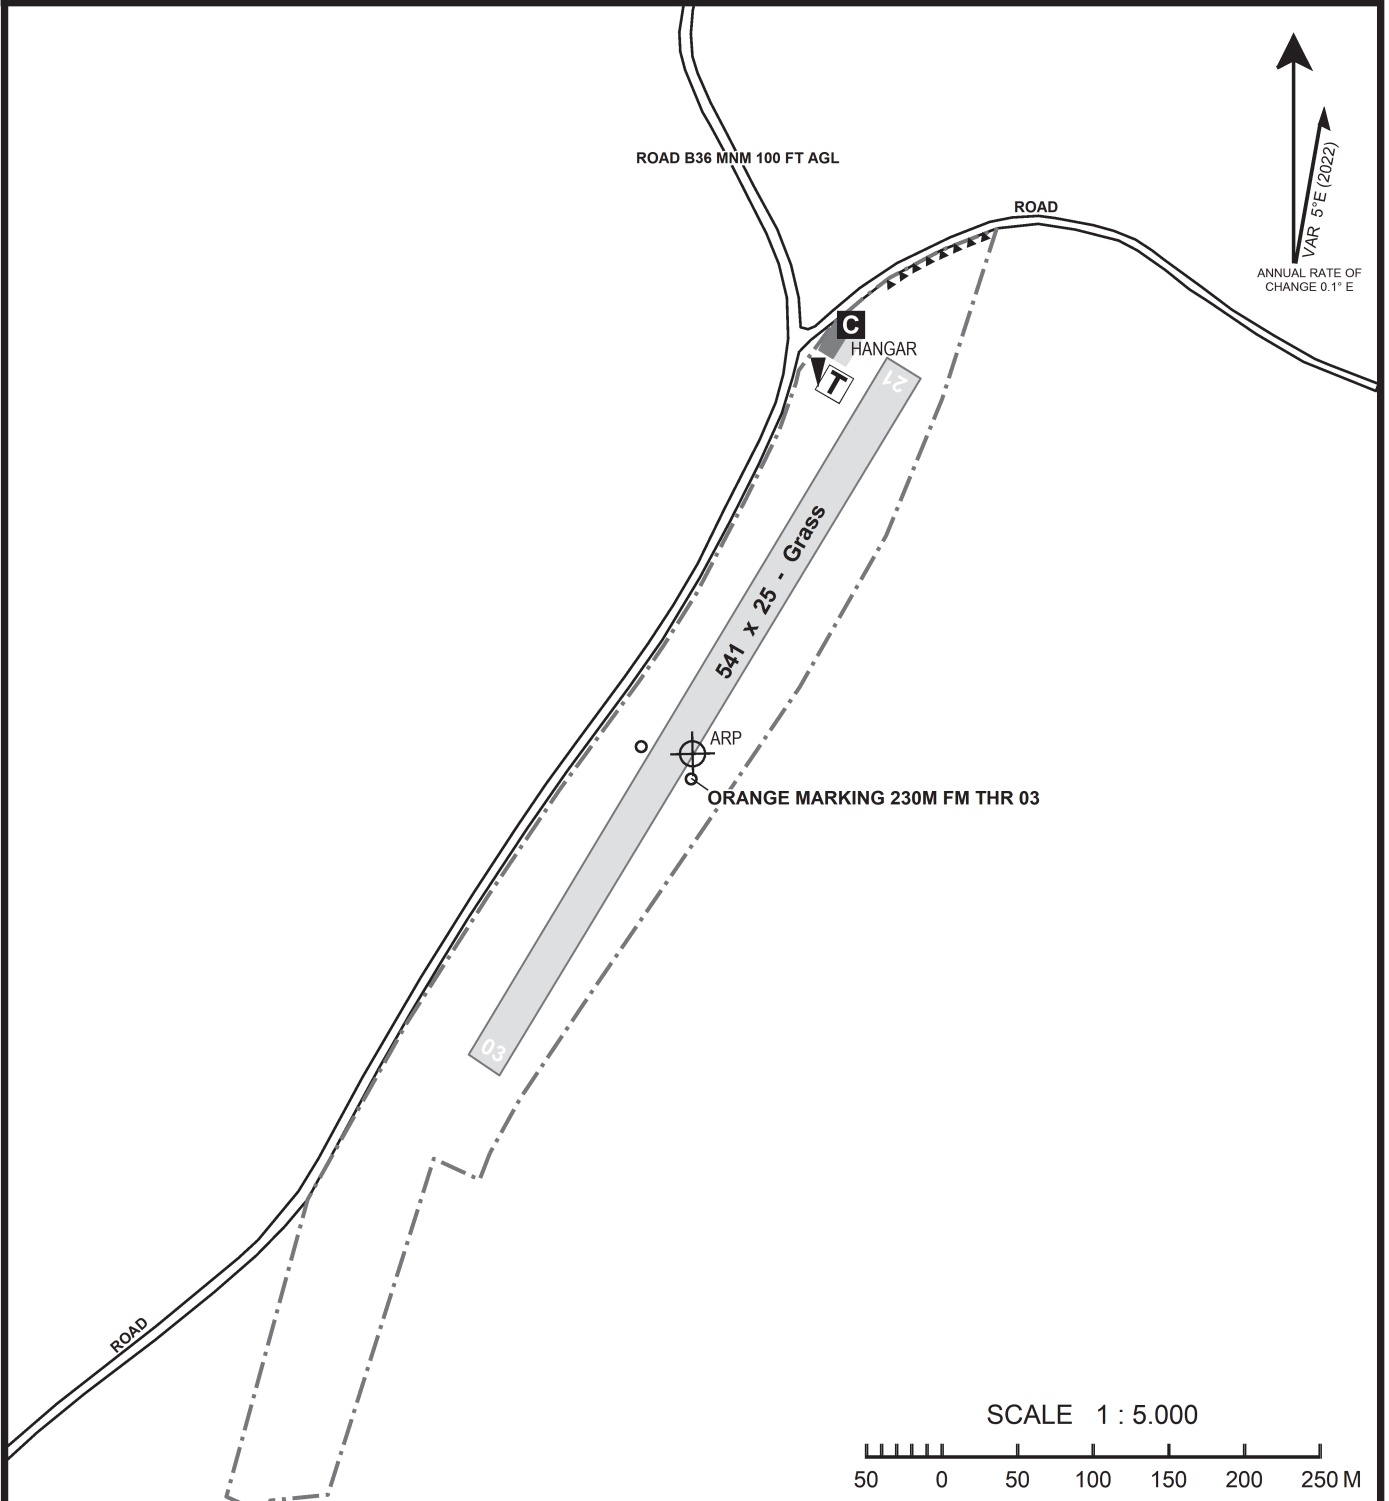 ROAD B36 MNM 100 FT AGL
ROAD
VAR 5°E (2022)
ANNUAL RATE OF
CHANGE 0.1° E
C
HANGAR
T
21
541 x 25 - Grass
ARP
ORANGE MARKING 230M FM THR 03
03
ROAD
SCALE 1 : 5.000
50 0 50 100 150 200 250 M